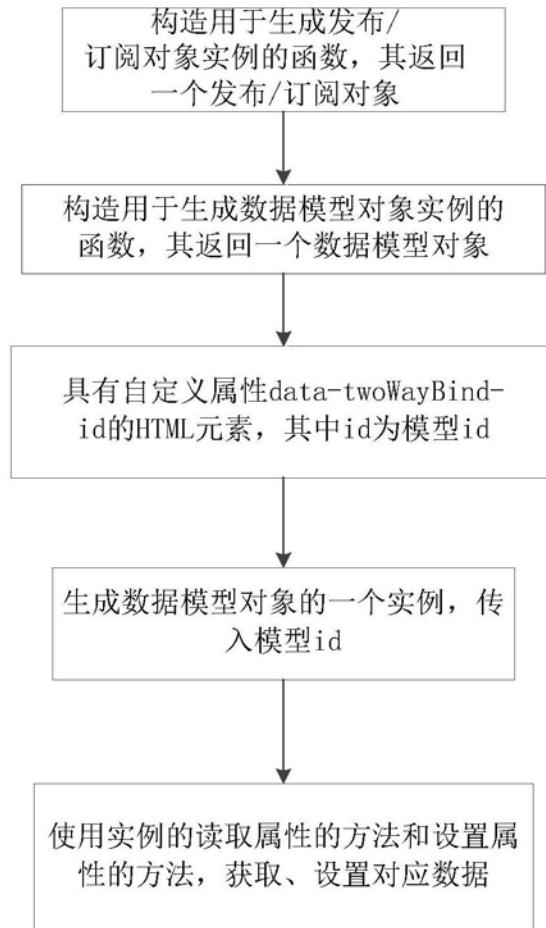 构造用于生成发布/
订阅对象实例的函数，其返回
一个发布/订阅对象
构造用于生成数据模型对象实例的
函数，其返回一个数据模型对象
具有自定义属性data-twoWayBind-
id的HTML元素，其中id为模型id
生成数据模型对象的一个实例，传
入模型id
使用实例的读取属性的方法和设置属
性的方法，获取、设置对应数据